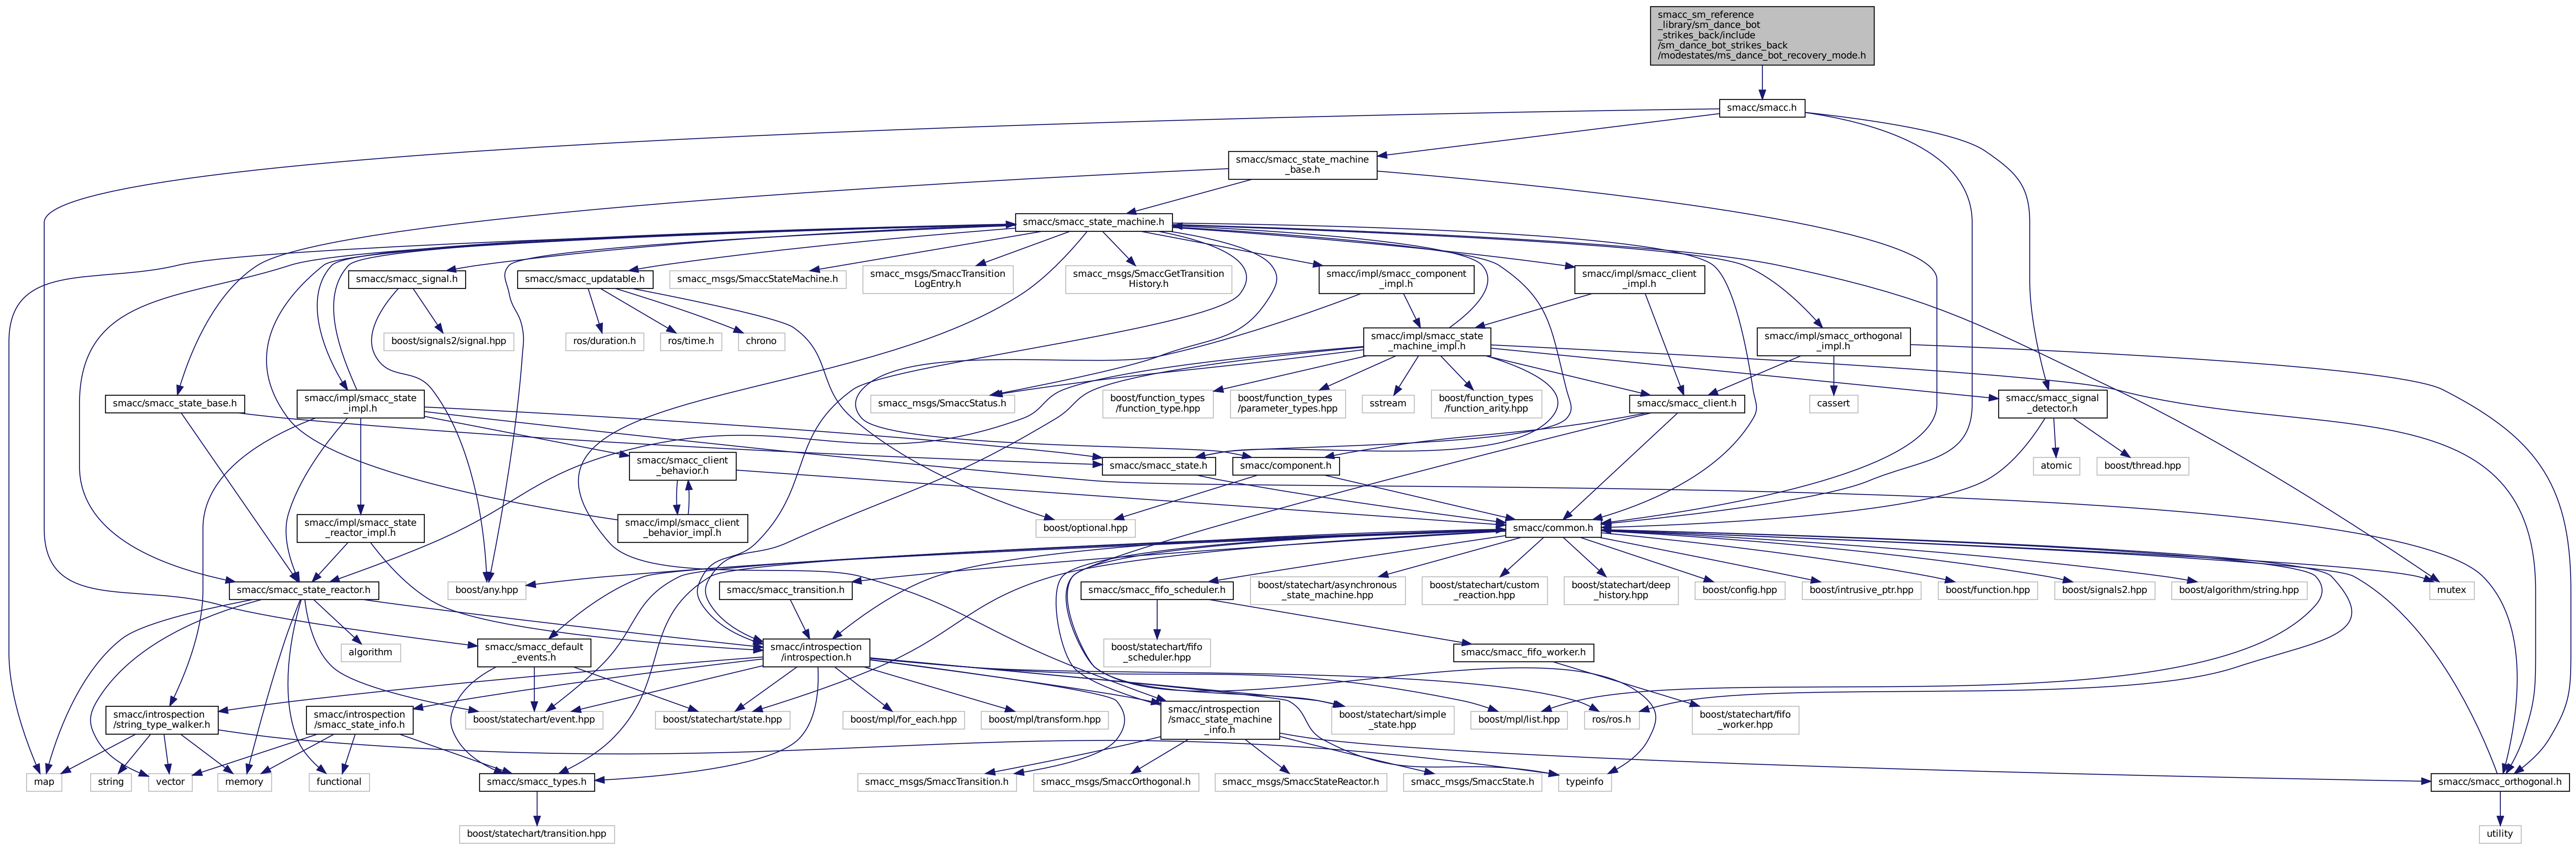 smacc_sm_reference
_library/sm_dance_bot
_strikes_back/include
/sm_dance_bot_strikes_back
/modestates/ms_dance_bot_recovery_mode.h
smacc/smacc.h
smacc/smacc_state_machine
_base.h
smacc/smacc_state_machine.h
smacc/smacc_signal.h
smacc/smacc_updatable.h
smacc_msgs/SmaccStateMachine.h
smacc_msgs/SmaccTransition
LogEntry.h
smacc_msgs/SmaccGetTransition
History.h
smacc/impl/smacc_component
_impl.h
smacc/impl/smacc_client
_impl.h
boost/signals2/signal.hpp
ros/duration.h
ros/time.h
chrono
smacc/impl/smacc_state
_machine_impl.h
smacc/impl/smacc_orthogonal
_impl.h
smacc/smacc_state_base.h
smacc/impl/smacc_state
_impl.h
smacc_msgs/SmaccStatus.h
boost/function_types
/function_type.hpp
boost/function_types
/parameter_types.hpp
sstream
boost/function_types
/function_arity.hpp
smacc/smacc_client.h
cassert
smacc/smacc_signal
_detector.h
smacc/smacc_client
_behavior.h
smacc/smacc_state.h
smacc/component.h
atomic
boost/thread.hpp
smacc/impl/smacc_state
_reactor_impl.h
smacc/impl/smacc_client
_behavior_impl.h
boost/optional.hpp
smacc/common.h
smacc/smacc_state_reactor.h
boost/any.hpp
smacc/smacc_transition.h
smacc/smacc_fifo_scheduler.h
boost/statechart/asynchronous
_state_machine.hpp
boost/statechart/custom
_reaction.hpp
boost/statechart/deep
_history.hpp
boost/config.hpp
boost/intrusive_ptr.hpp
boost/function.hpp
boost/signals2.hpp
boost/algorithm/string.hpp
mutex
algorithm
smacc/smacc_default
_events.h
smacc/introspection
/introspection.h
boost/statechart/fifo
_scheduler.hpp
smacc/smacc_fifo_worker.h
smacc/introspection
/string_type_walker.h
smacc/introspection
/smacc_state_info.h
boost/statechart/event.hpp
boost/statechart/state.hpp
boost/mpl/for_each.hpp
boost/mpl/transform.hpp
smacc/introspection
/smacc_state_machine
_info.h
boost/statechart/simple
_state.hpp
boost/mpl/list.hpp
ros/ros.h
boost/statechart/fifo
_worker.hpp
map
string
vector
memory
functional
smacc/smacc_types.h
smacc_msgs/SmaccTransition.h
smacc_msgs/SmaccOrthogonal.h
smacc_msgs/SmaccStateReactor.h
smacc_msgs/SmaccState.h
typeinfo
smacc/smacc_orthogonal.h
boost/statechart/transition.hpp
utility